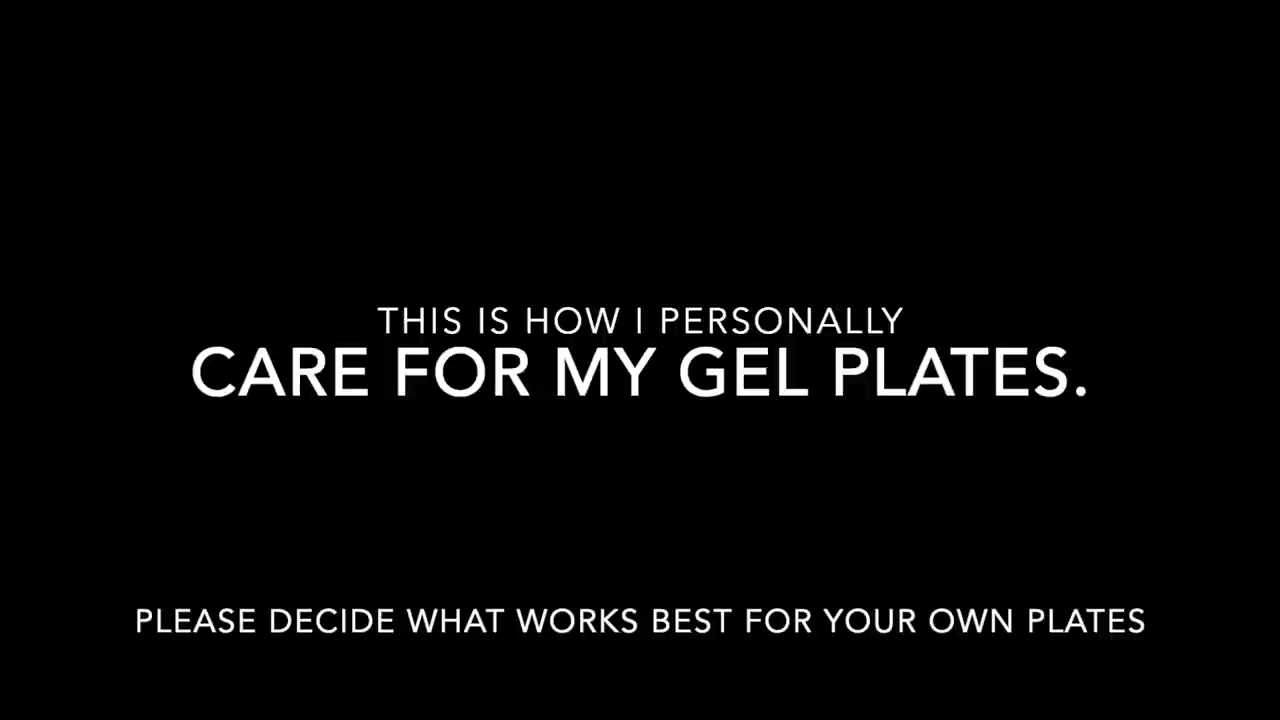 THIS IS HOW I PERSONALLY
CARE FOR MY GEL PLATES.
PLEASE DECIDE WHAT WORKS BEST FOR YOUR OWN PLATES